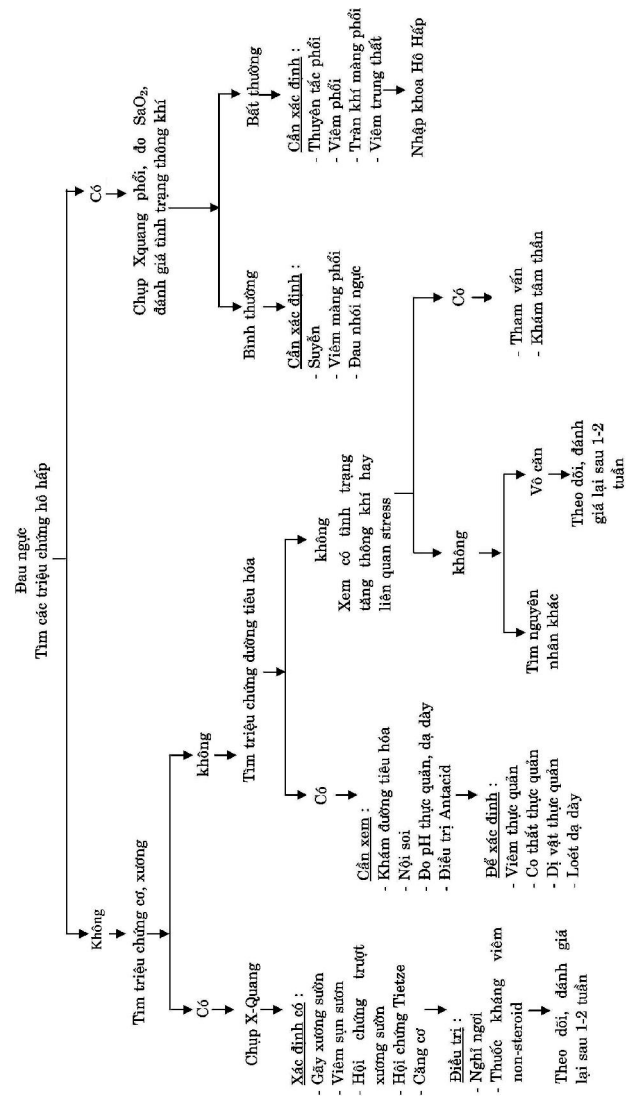 Đau ngực
Tìm các triệu chứng hô hấp
Không
Có
Tìm triệu chứng cơ, xương
Chụp Xquang phổi, đo SaO2,
đánh giá tình trạng thông khí
Có
không
Bình thường
Bất thường
Chụp X-Quang
Tìm triệu chứng đường tiêu hóa
Cần xác định :
- Suyễn
- Viêm màng phổi
- Đau nhói ngực
Cần xác định :
- Thuyên tắc phổi
- Viêm phổi
- Tràn khí màng phổi
- Viêm trung thất
Nhập khoa Hô Hấp
Xác định có :
- Gãy xương sườn
- Viêm sụn sườn
- Hội chứng trượt
xương sườn
- Hội chứng Tietze
- Căng cơ
Điều trị :
- Nghỉ ngơi
- Thuốc kháng viêm
non-steroid
Theo dõi, đánh giá
lại sau 1-2 tuần
Có
Cần xem :
- Khám đường tiêu hóa
- Nội soi
- Đo pH thực quản, dạ dày
- Điều trị Antacid
Để xác định :
- Viêm thực quản
- Co thắt thực quản
- Dị vật thực quản
- Loét dạ dày
không
Xem có tình trạng
tăng thông khí hay
liên quan stress
không
Có
Tìm nguyên
nhân khác
Vô căn
Theo dõi, đánh
giá lại sau 1-2
tuần
- Tham vấn
- Khám tâm thần